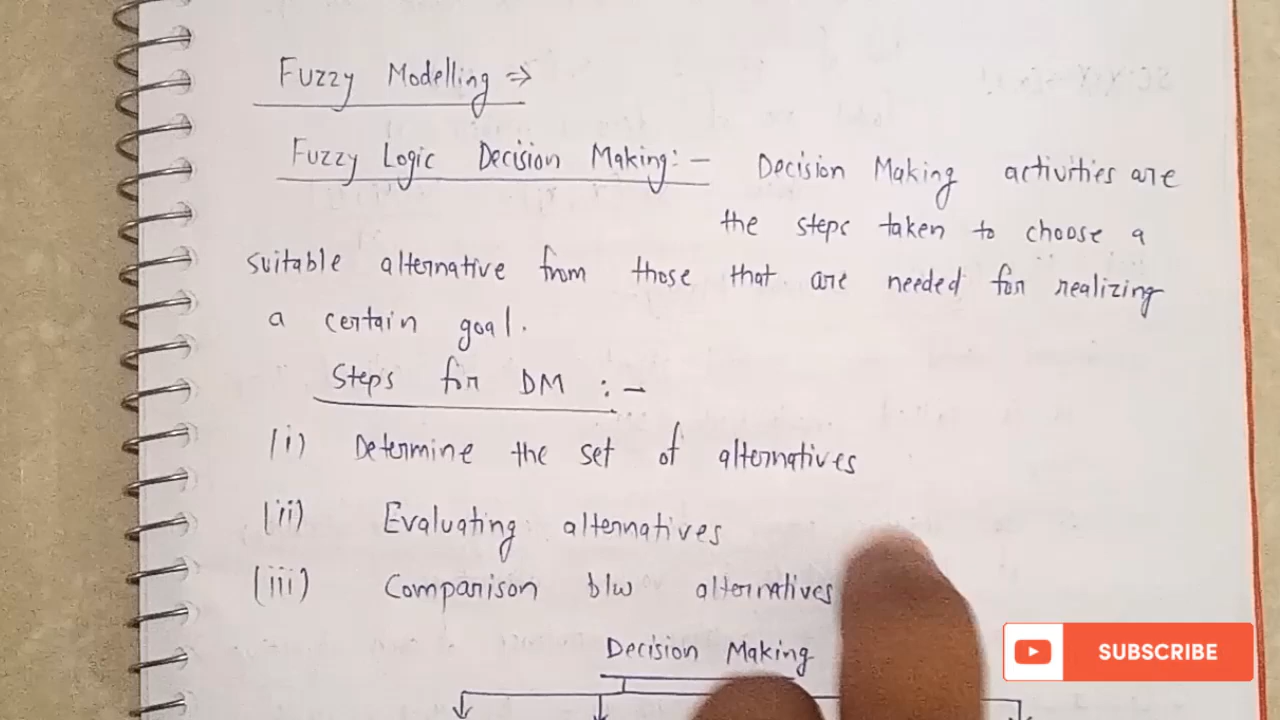 Fuzzy Modelling ⇒
Fuzzy Logic Decision Making:- Decision Making activities are
the steps taken to choose a
suitable alternative from those that are needed for realizing
a certain goal.
Steps for DM :-
(i) Determine the set of alternatives
(ii) Evaluating alternatives
(iii) Comparison b/w alternatives
Decision Making
SUBSCRIBE